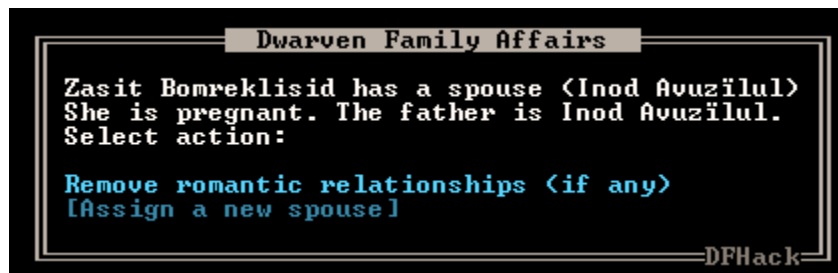 Dwarven Family Affairs
Zasit Bomreklisid has a spouse (Inod Avuzïlul)
She is pregnant. The father is Inod Avuzïlul.
Select action:
Remove romantic relationships (if any)
[Assign a new spouse]
DFHack